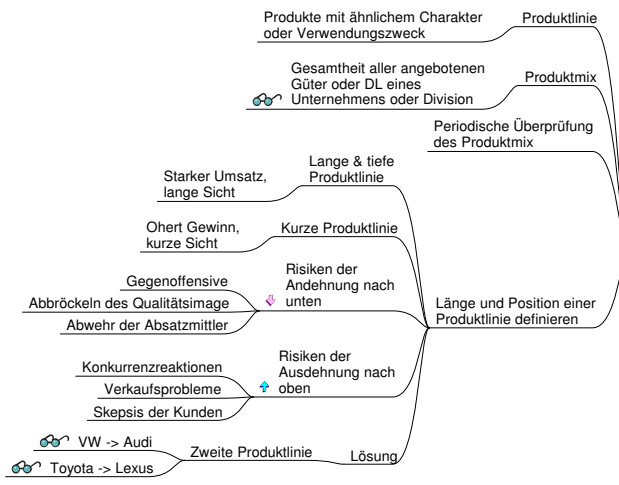 Produkte mit ähnlichem Charakter
oder Verwendungszweck
Produktlinie
Gesamtheit aller angebotenen
Güter oder DL eines
Unternehmens oder Division
Produktmix
Periodische Überprüfung
des Produktmix
Starker Umsatz,
lange Sicht
Lange & tiefe
Produktlinie
Ohert Gewinn,
kurze Sicht
Kurze Produktlinie
Gegenoffensive
Abbröckeln des Qualitätsimage
Abwehr der Absatzmittler
Risiken der
Andehnung nach
unten
Länge und Position einer
Produktlinie definieren
Konkurrenzreaktionen
Verkaufsprobleme
Skepsis der Kunden
Risiken der
Ausdehnung nach
oben
VW -> Audi
Toyota -> Lexus
Zweite Produktlinie
Lösung